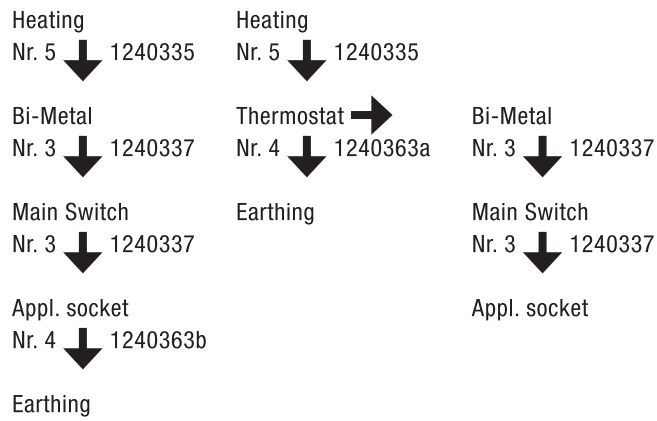 Heating
Nr. 5 1240335
Bi-Metal
Nr. 3 1240337
Main Switch
Nr. 3 1240337
Appl. socket
Nr. 4 1240363b
Earthing
Heating
Nr. 5 1240335
Thermostat
Nr. 4 1240363a
Earthing
Bi-Metal
Nr. 3 1240337
Main Switch
Nr. 3 1240337
Appl. socket